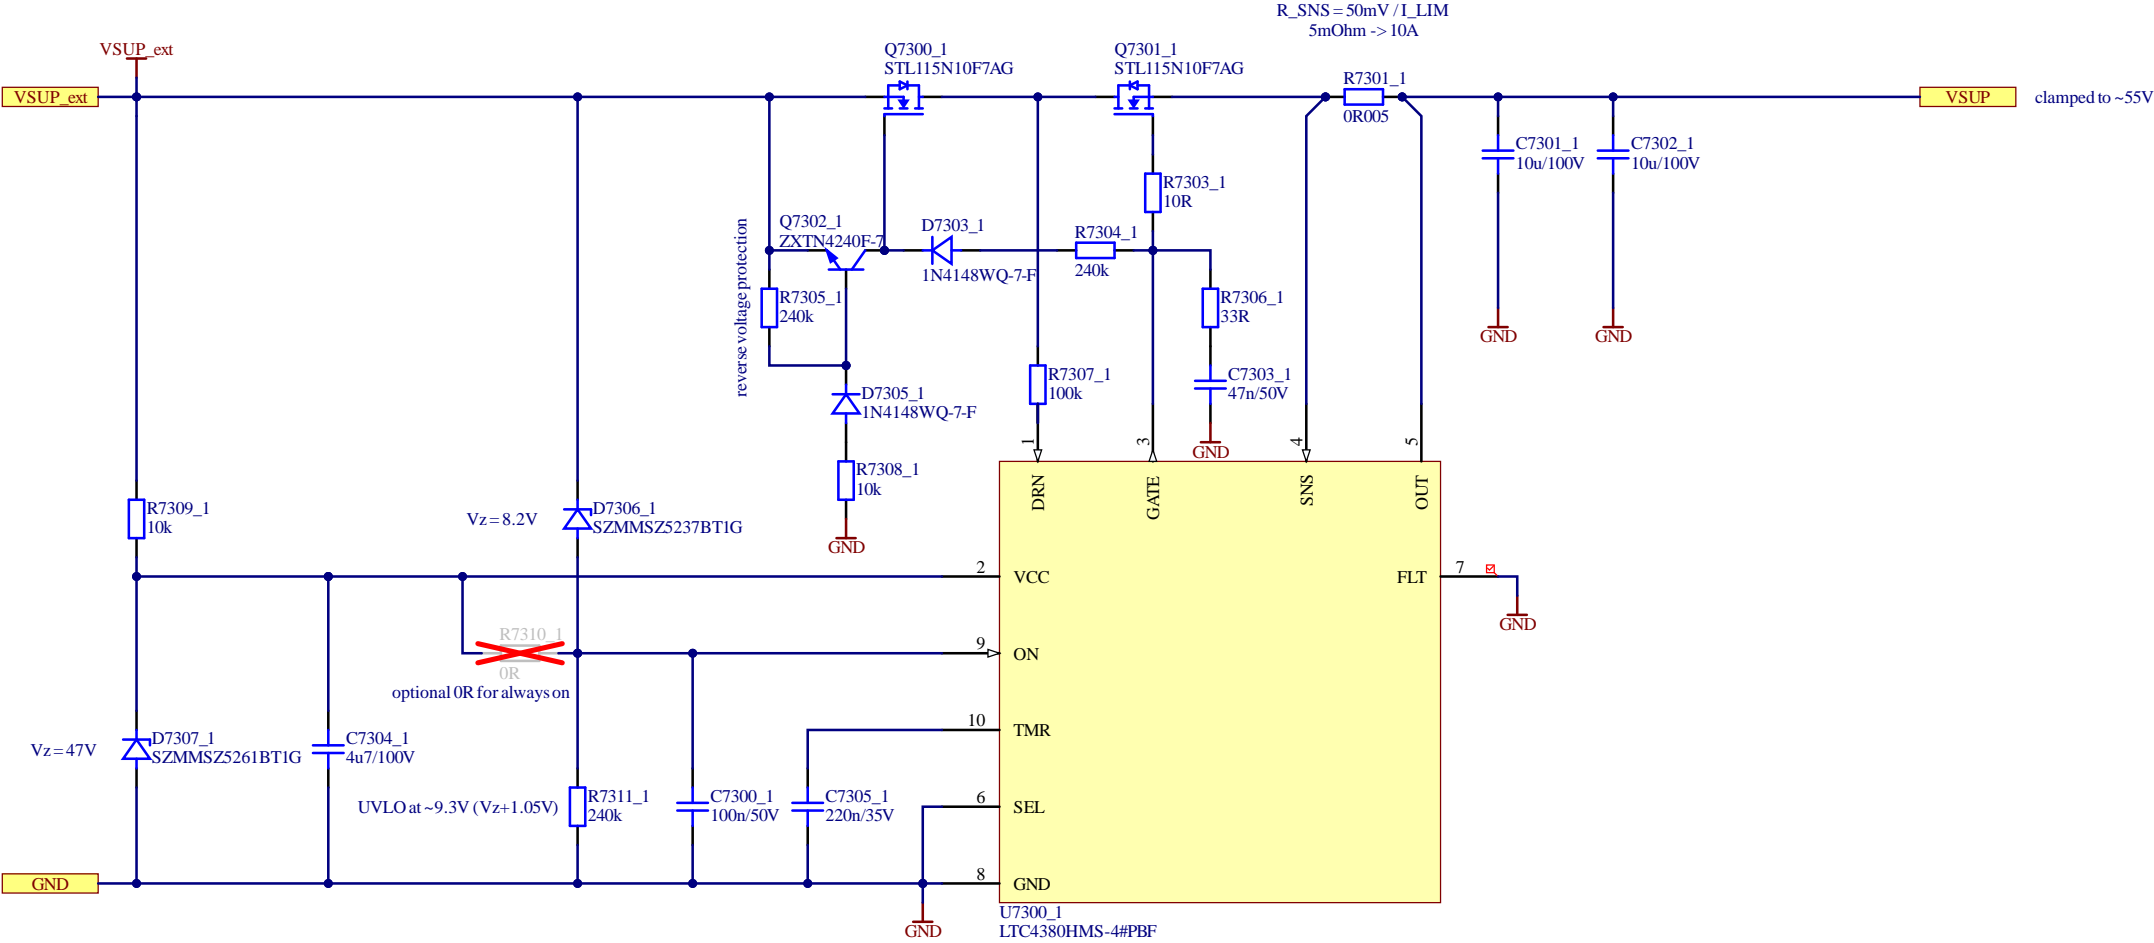 R_SNS = 50mV / I_LIM
5mOhm -> 10A
VSUP_ext
VSUP_ext
Q7300_1
STL115N10F7AG
Q7301_1
STL115N10F7AG
R7301_1
0R005
VSUP
clamped to ~55V
C7301_1
10u/100V
C7302_1
10u/100V
GND
GND
R7303_1
10R
Q7302_1
ZXTN4240F-7
D7303_1
1N4148WQ-7-F
R7304_1
240k
reverse voltage protection
R7305_1
240k
R7306_1
33R
R7307_1
100k
C7303_1
47n/50V
GND
D7305_1
1N4148WQ-7-F
R7308_1
10k
GND
R7309_1
10k
Vz = 8.2V
D7306_1
SZMMSZ5237BT1G
1
DRN
3
GATE
4
SNS
5
OUT
2
VCC
7
FLT
GND
R7310_1
0R
optional 0R for always on
9
ON
10
TMR
Vz = 47V
D7307_1
SZMMSZ5261BT1G
C7304_1
4u7/100V
UVLO at ~9.3V (Vz+1.05V)
R7311_1
240k
C7300_1
100n/50V
C7305_1
220n/35V
6
SEL
GND
8
GND
GND
U7300_1
LTC4380HMS-4#PBF